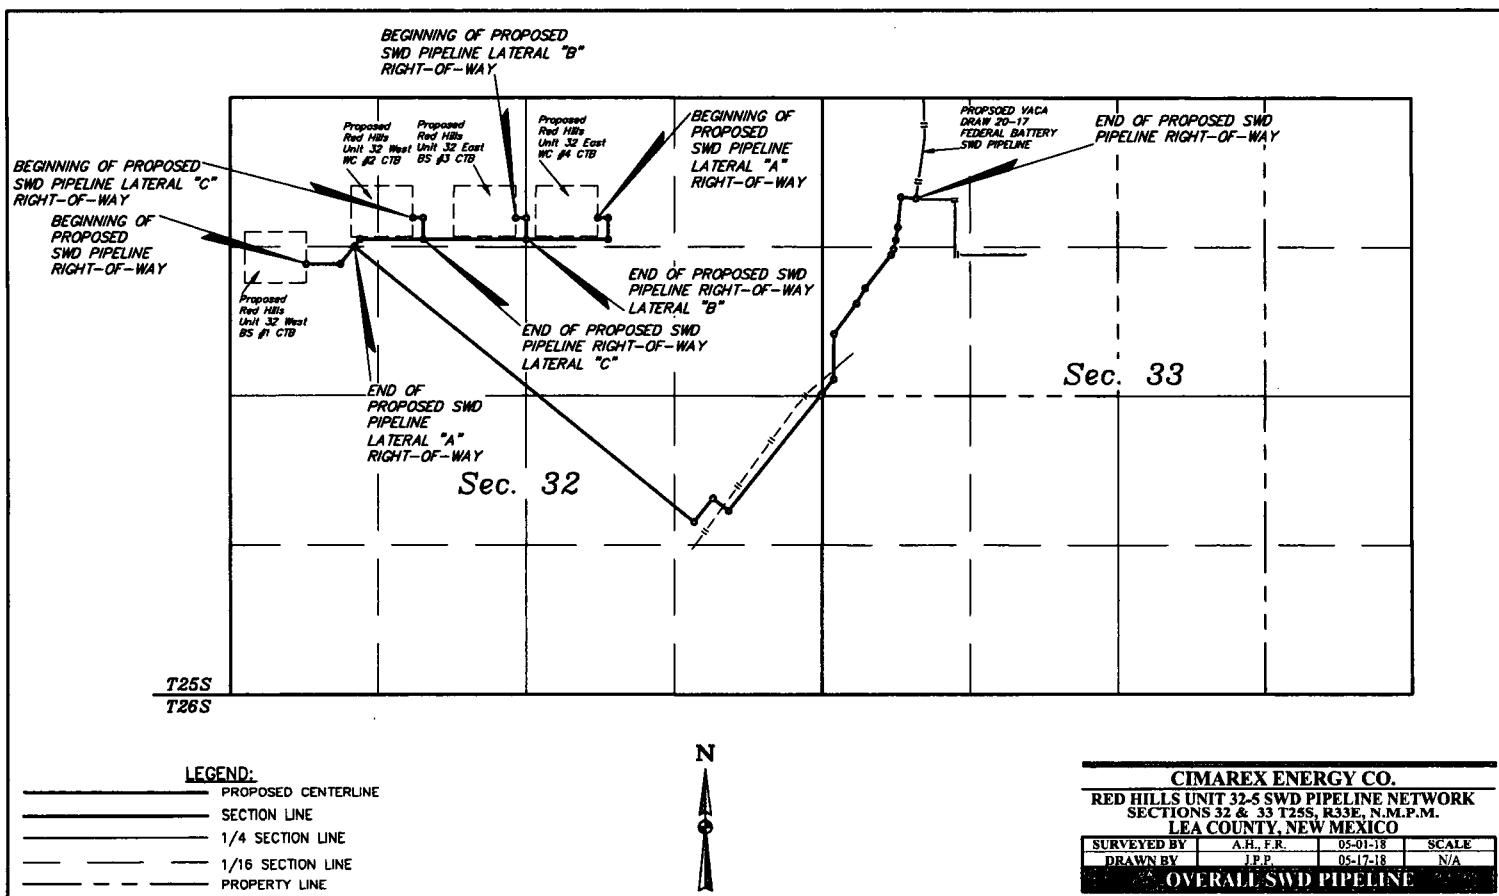 BEGINNING OF PROPOSED
SWD PIPELINE LATERAL "B"
RIGHT-OF-WAY
Proposed
Red Hills
Unit 32 West
WC #2 CTB
Proposed
Red Hills
Unit 32 East
BS #3 CTB
Proposed
Red Hills
Unit 32 East
WC #4 CTB
BEGINNING OF
PROPOSED
SWD PIPELINE
LATERAL "A"
RIGHT-OF-WAY
PROPSOED VACA
DRAW 20-17
FEDERAL BATTERY
SWD PIPELINE
END OF PROPOSED SWD
PIPELINE RIGHT-OF-WAY
BEGINNING OF PROPOSED
SWD PIPELINE LATERAL "C"
RIGHT-OF-WAY
BEGINNING OF
PROPOSED
SWD PIPELINE
RIGHT-OF-WAY
Proposed
Red Hills
Unit 32 West
BS #1 CTB
END OF PROPOSED SWD
PIPELINE RIGHT-OF-WAY
LATERAL "B"
END OF PROPOSED SWD
PIPELINE RIGHT-OF-WAY
LATERAL "C"
END OF
PROPOSED SWD
PIPELINE
LATERAL "A"
RIGHT-OF-WAY
Sec. 33
Sec. 32
T25S
T26S
LEGEND:
PROPOSED CENTERLINE
SECTION LINE
1/4 SECTION LINE
1/16 SECTION LINE
PROPERTY LINE
N
CIMAREX ENERGY CO.
RED HILLS UNIT 32-5 SWD PIPELINE NETWORK
SECTIONS 32 & 33 T25S, R33E, N.M.P.M.
LEA COUNTY, NEW MEXICO
SURVEYED BY A.H., F.R. 05-01-18 SCALE
DRAWN BY J.P.P. 05-17-18 N/A
OVERALL SWD PIPELINE